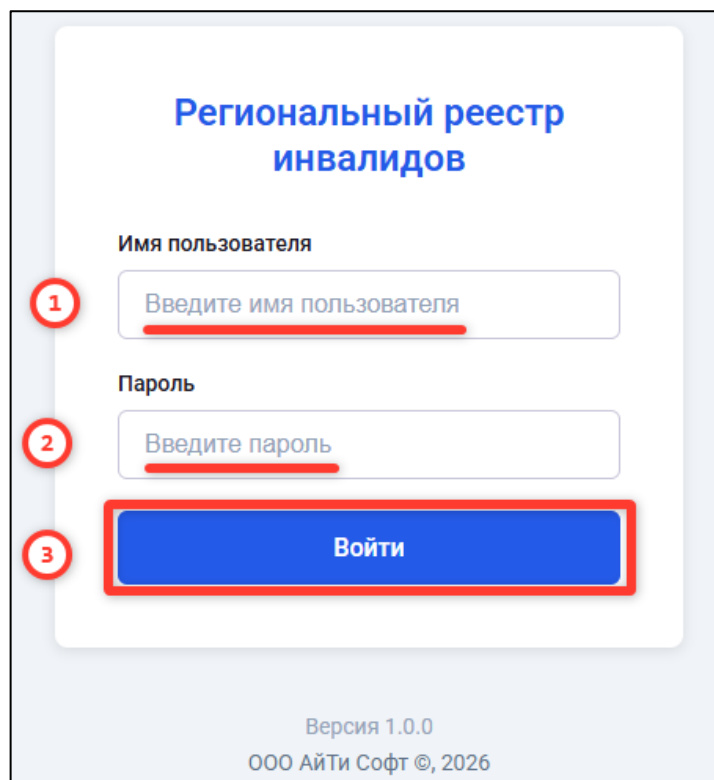 Региональный реестр
инвалидов
Имя пользователя
1
Введите имя пользователя
Пароль
2
Введите пароль
3
Войти
Версия 1.0.0
ООО АйТи Софт ©, 2026